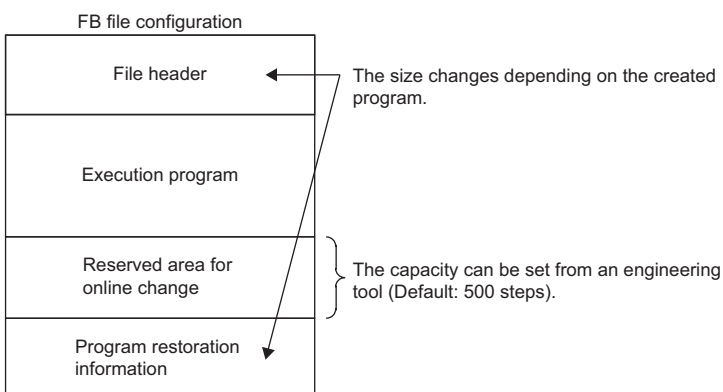 FB file configuration
File header
The size changes depending on the created
program.
Execution program
Reserved area for
online change
The capacity can be set from an engineering
tool (Default: 500 steps).
Program restoration
information